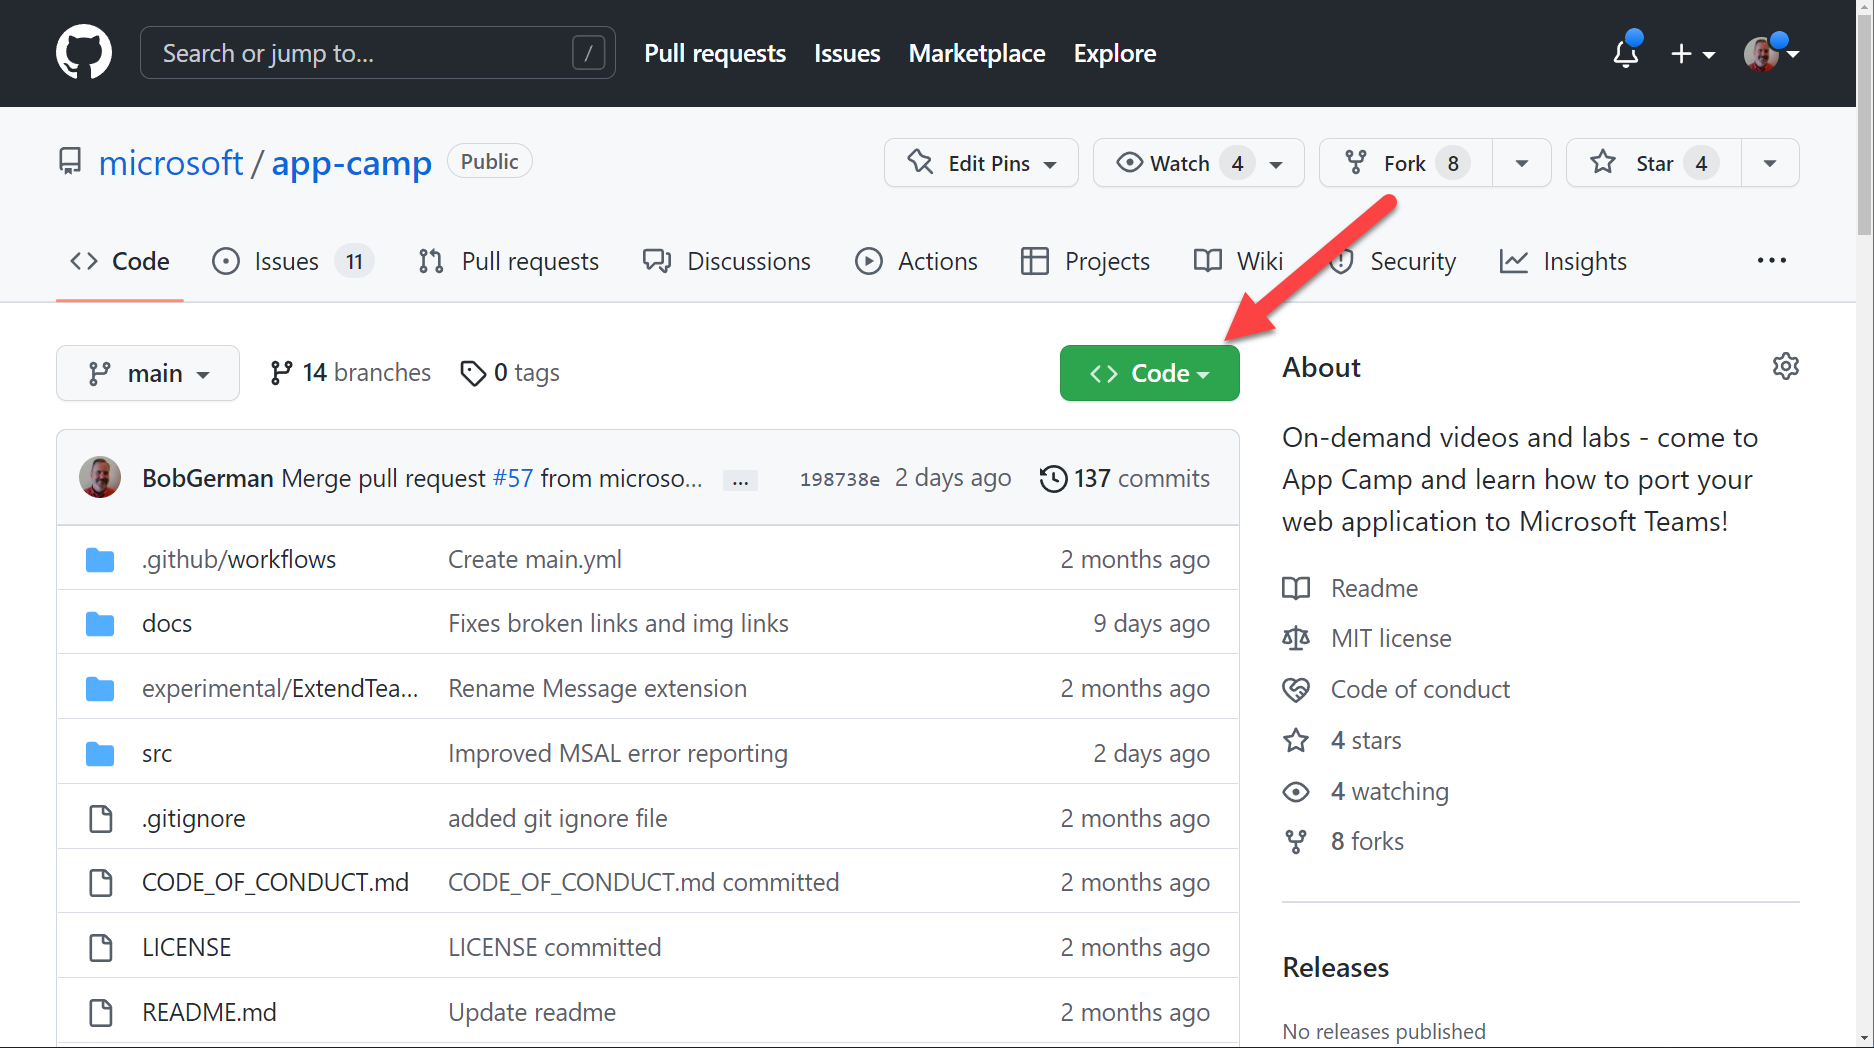 Search or jump to... / Pull requests Issues Marketplace Explore
microsoft / app-camp Public Edit Pins Watch 4 Fork 8 Star 4
Code Issues 11 Pull requests Discussions Actions Projects Wiki Security Insights ...
main 14 branches 0 tags Code
BobGerman Merge pull request #57 from microso... ... 198738e 2 days ago 137 commits
.github/workflows Create main.yml 2 months ago
docs Fixes broken links and img links 9 days ago
experimental/ExtendTea... Rename Message extension 2 months ago
src Improved MSAL error reporting 2 days ago
.gitignore added git ignore file 2 months ago
CODE_OF_CONDUCT.md CODE_OF_CONDUCT.md committed 2 months ago
LICENSE LICENSE committed 2 months ago
README.md Update readme 2 months ago
About
On-demand videos and labs - come to
App Camp and learn how to port your
web application to Microsoft Teams!
Readme
MIT license
Code of conduct
4 stars
4 watching
8 forks
Releases
No releases published